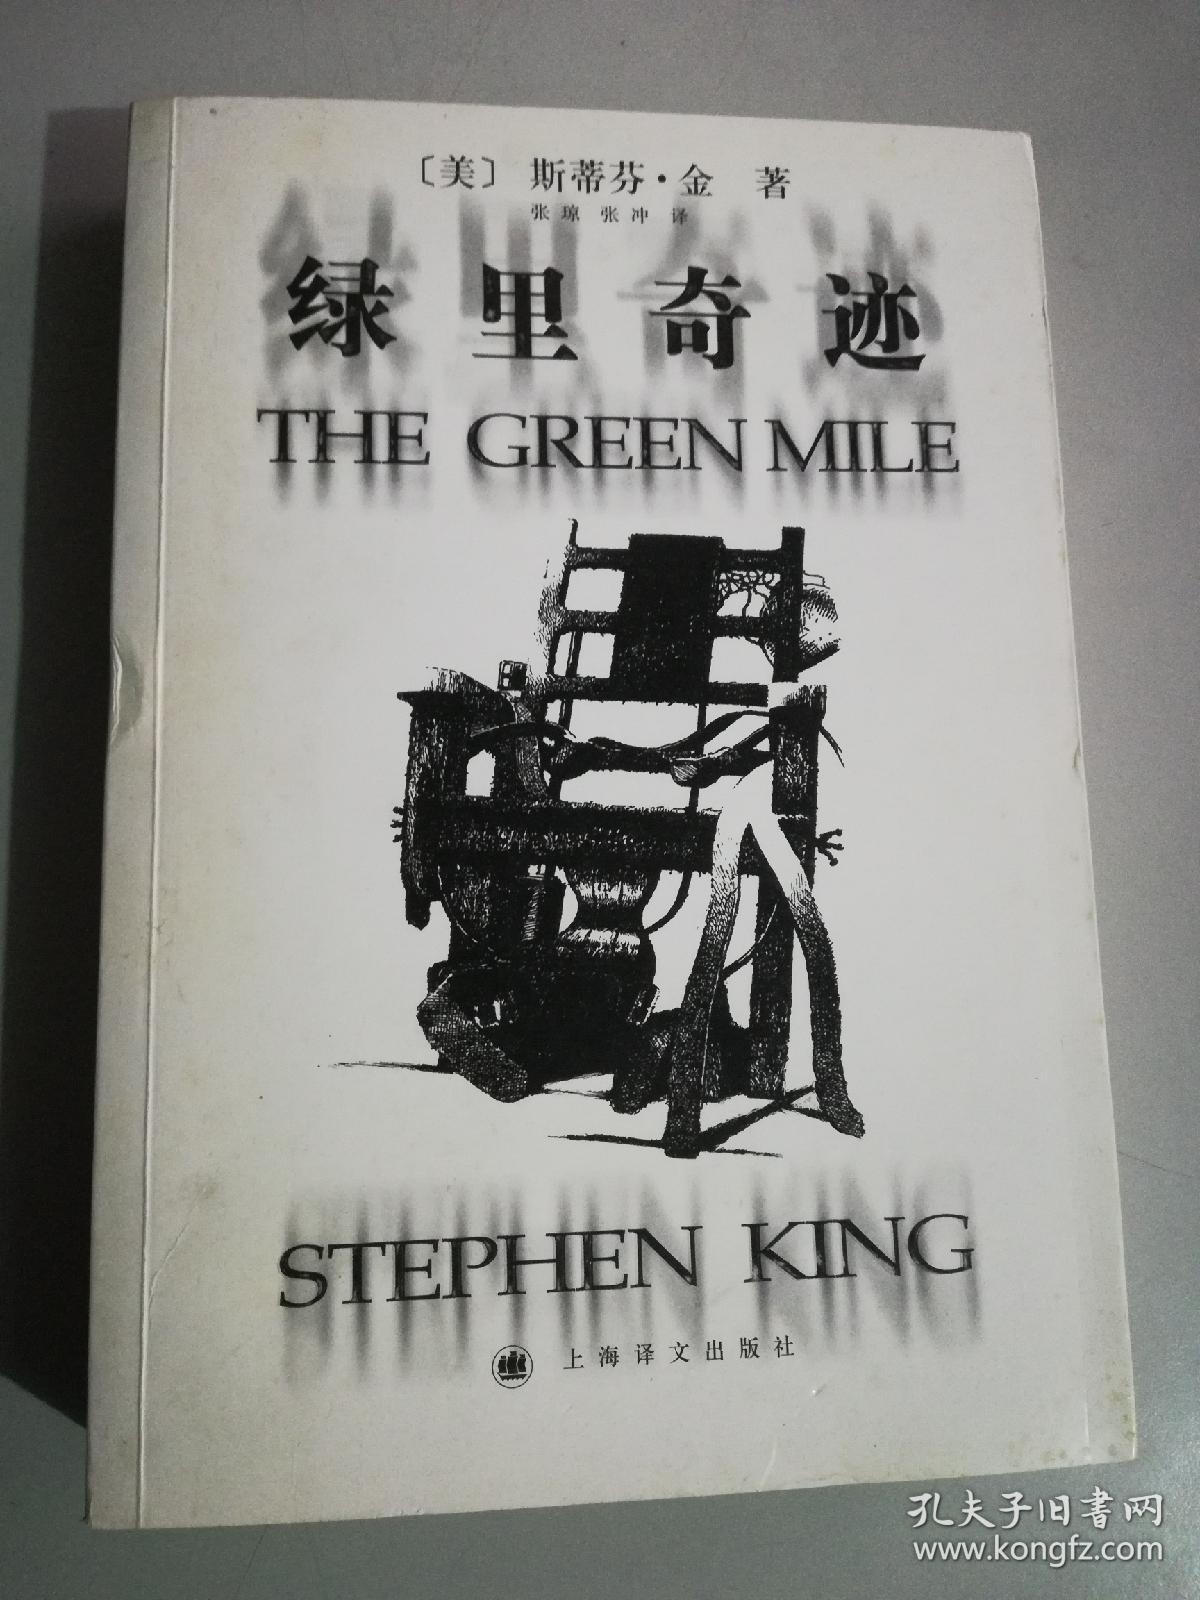 〔美〕 斯蒂芬·金 著
张琼 张冲 译
绿里奇迹
THE GREEN MILE
STEPHEN KING
上海译文出版社
孔夫子旧书网
www.kongfz.com